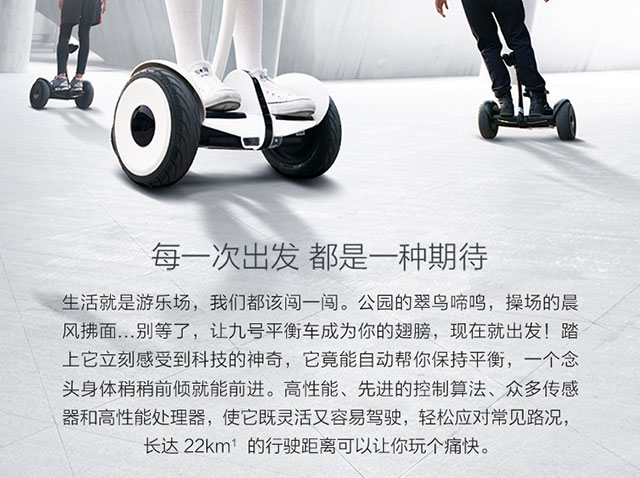 每一次出发 都是一种期待
生活就是游乐场，我们都该闯一闯。公园的翠鸟啼鸣，操场的晨
风拂面...别等了，让九号平衡车成为你的翅膀，现在就出发！踏
上它立刻感受到科技的神奇，它竟能自动帮你保持平衡，一个念
头身体稍稍前倾就能前进。高性能、先进的控制算法、众多传感
器和高性能处理器，使它既灵活又容易驾驶，轻松应对常见路况，
长达 22km¹ 的行驶距离可以让你玩个痛快。